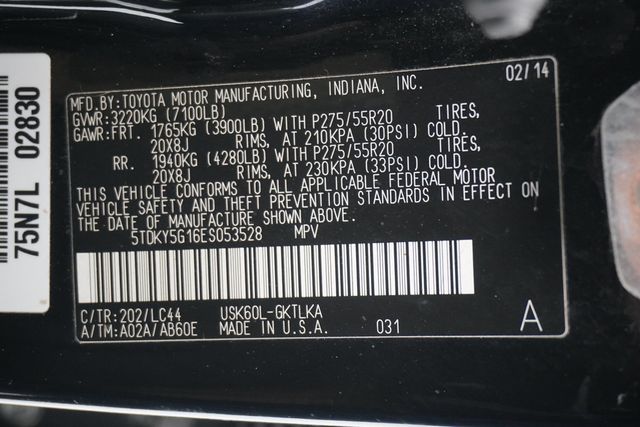 75N7L 02830
02/14
MFD.BY:TOYOTA MOTOR MANUFACTURING, INDIANA, INC.
GVWR:3220KG (7100LB)
GAWR:FRT. 1765KG (3900LB) WITH P275/55R20 TIRES,
20X8J RIMS, AT 210KPA (30PSI) COLD.
RR. 1940KG (4280LB) WITH P275/55R20 TIRES,
20X8J RIMS, AT 230KPA (33PSI) COLD.
THIS VEHICLE CONFORMS TO ALL APPLICABLE FEDERAL MOTOR
VEHICLE SAFETY AND THEFT PREVENTION STANDARDS IN EFFECT ON
THE DATE OF MANUFACTURE SHOWN ABOVE.
5TDKY5G16ES053528 MPV
C/TR:202/LC44 USK60L-GKTLKA
A/TM:A02A/AB60E MADE IN U.S.A. 031 A